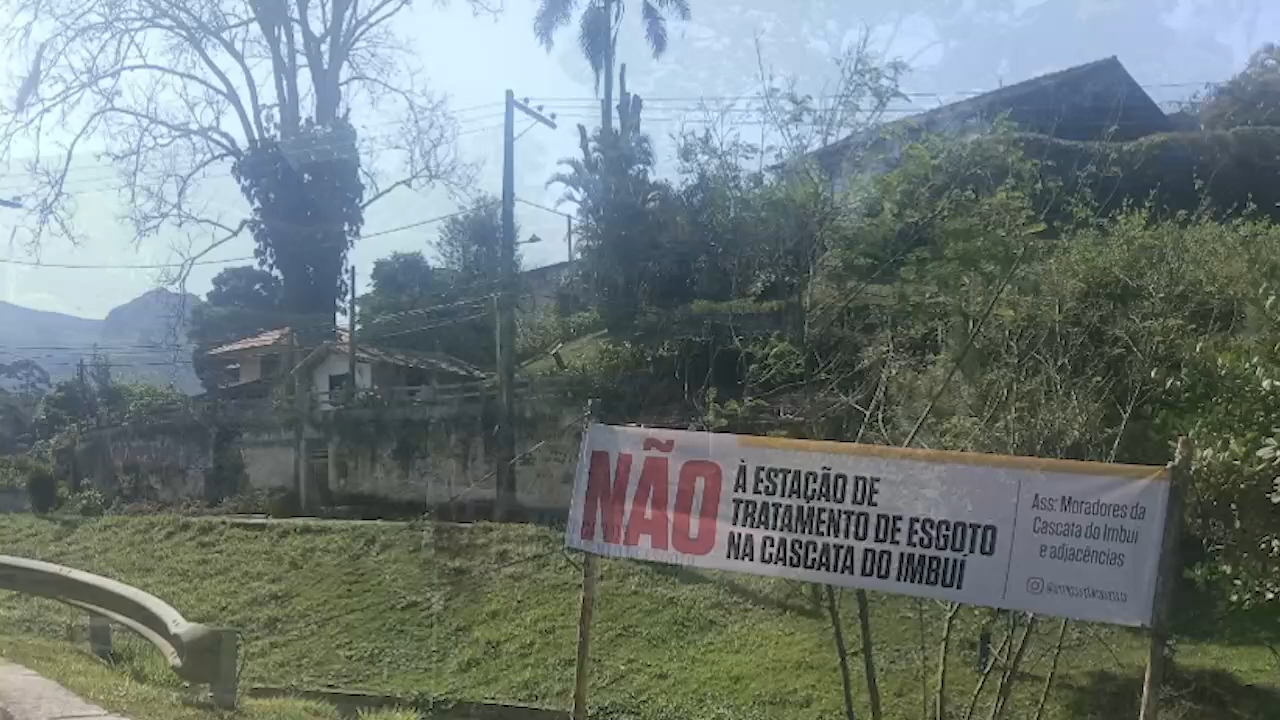 NÃO
À ESTAÇÃO DE
TRATAMENTO DE ESGOTO
NA CASCATA DO IMBUÍ
Ass: Moradores da
Cascata do Imbuí
e adjacências